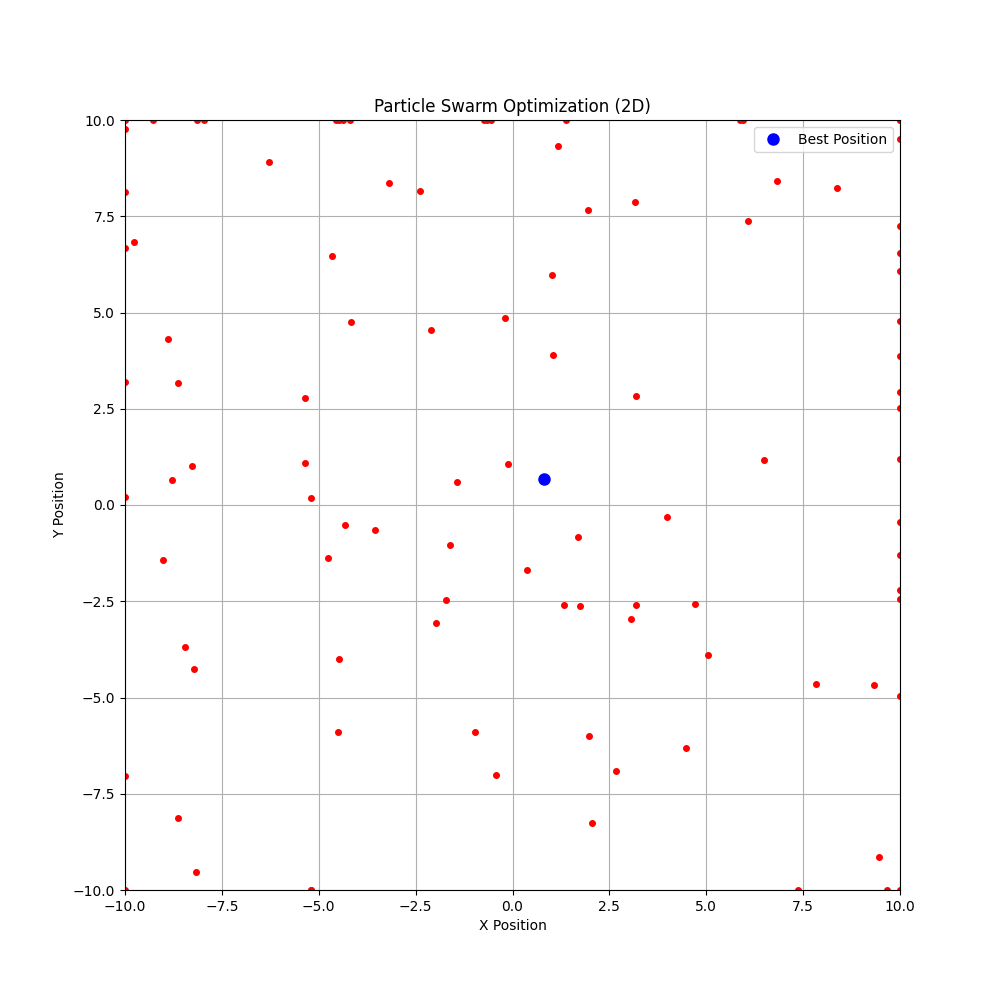 Particle Swarm Optimization (2D)
Best Position
10.0
7.5
5.0
2.5
0.0
−2.5
−5.0
−7.5
−10.0
Y Position
−10.0 −7.5 −5.0 −2.5 0.0 2.5 5.0 7.5 10.0
X Position